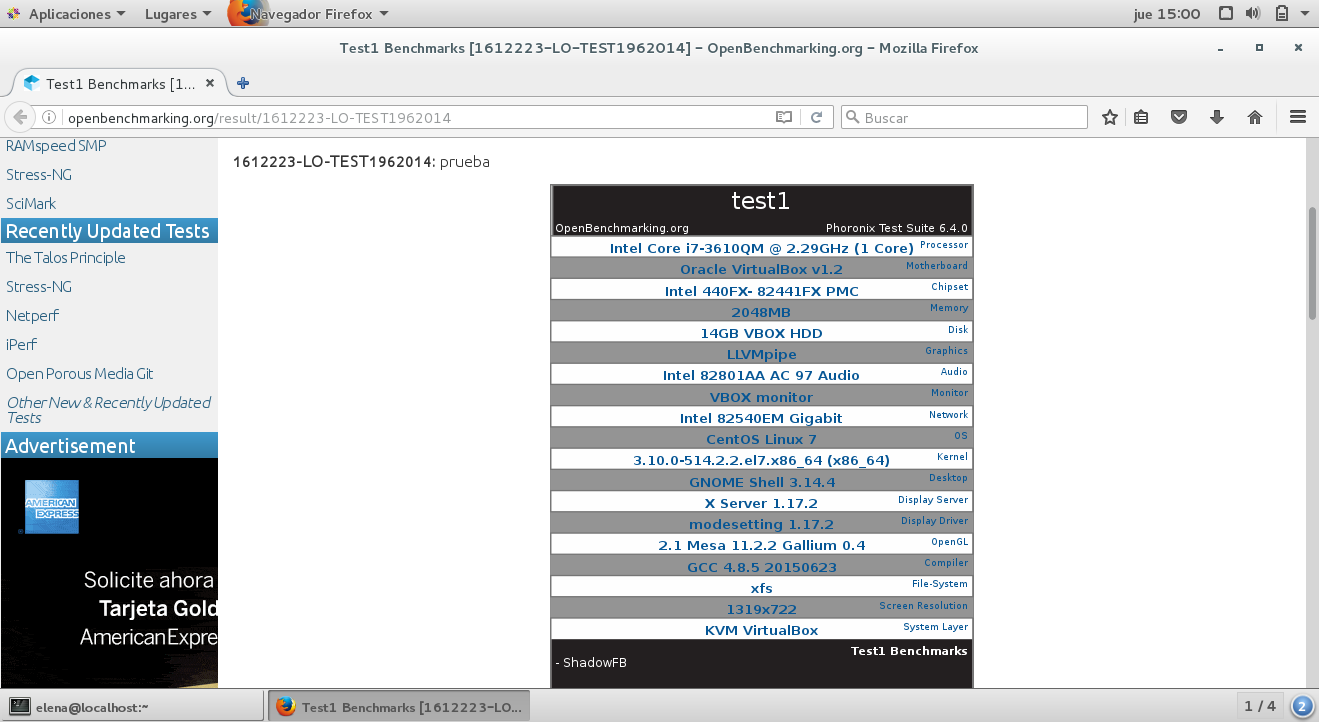 Aplicaciones
Lugares
Navegador Firefox
jue 15:00
Test1 Benchmarks [1612223-LO-TEST1962014] - OpenBenchmarking.org - Mozilla Firefox
Test1 Benchmarks [1...
openbenchmarking.org/result/1612223-LO-TEST1962014
Buscar
RAMspeed SMP
Stress-NG
SciMark
Recently Updated Tests
The Talos Principle
Stress-NG
Netperf
iPerf
Open Porous Media Git
Other New & Recently Updated
Tests
Advertisement
AMERICAN
EXPRESS
Solicite ahora
Tarjeta Gold
AmericanExpre
1612223-LO-TEST1962014: prueba
test1
OpenBenchmarking.org Phoronix Test Suite 6.4.0
Intel Core i7-3610QM @ 2.29GHz (1 Core) Processor
Oracle VirtualBox v1.2 Motherboard
Intel 440FX- 82441FX PMC Chipset
2048MB Memory
14GB VBOX HDD Disk
LLVMpipe Graphics
Intel 82801AA AC 97 Audio Audio
VBOX monitor Monitor
Intel 82540EM Gigabit Network
CentOS Linux 7 OS
3.10.0-514.2.2.el7.x86_64 (x86_64) Kernel
GNOME Shell 3.14.4 Desktop
X Server 1.17.2 Display Server
modesetting 1.17.2 Display Driver
2.1 Mesa 11.2.2 Gallium 0.4 OpenGL
GCC 4.8.5 20150623 Compiler
xfs File-System
1319x722 Screen Resolution
KVM VirtualBox System Layer
Test1 Benchmarks
- ShadowFB
elena@localhost:~
Test1 Benchmarks [1612223-LO...
1 / 4
2